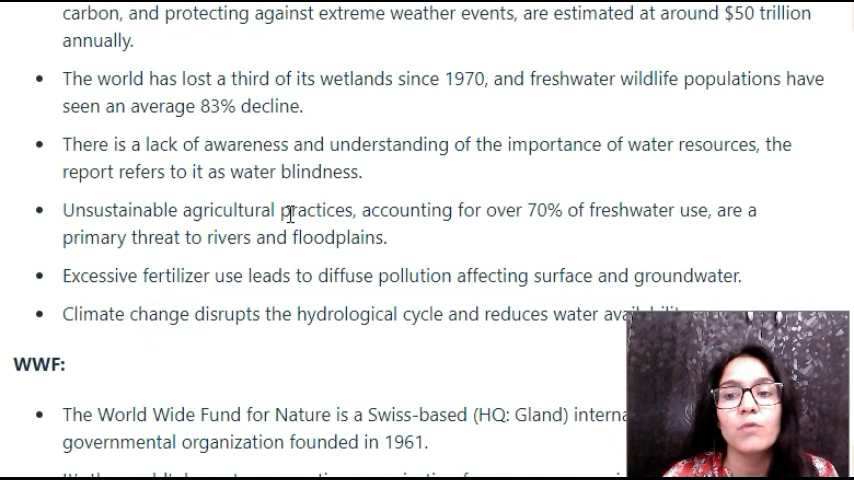 carbon, and protecting against extreme weather events, are estimated at around $50 trillion
annually.
• The world has lost a third of its wetlands since 1970, and freshwater wildlife populations have
seen an average 83% decline.
• There is a lack of awareness and understanding of the importance of water resources, the
report refers to it as water blindness.
• Unsustainable agricultural practices, accounting for over 70% of freshwater use, are a
primary threat to rivers and floodplains.
• Excessive fertilizer use leads to diffuse pollution affecting surface and groundwater.
• Climate change disrupts the hydrological cycle and reduces water
WWF:
• The World Wide Fund for Nature is a Swiss-based (HQ: Gland)
governmental organization founded in 1961.